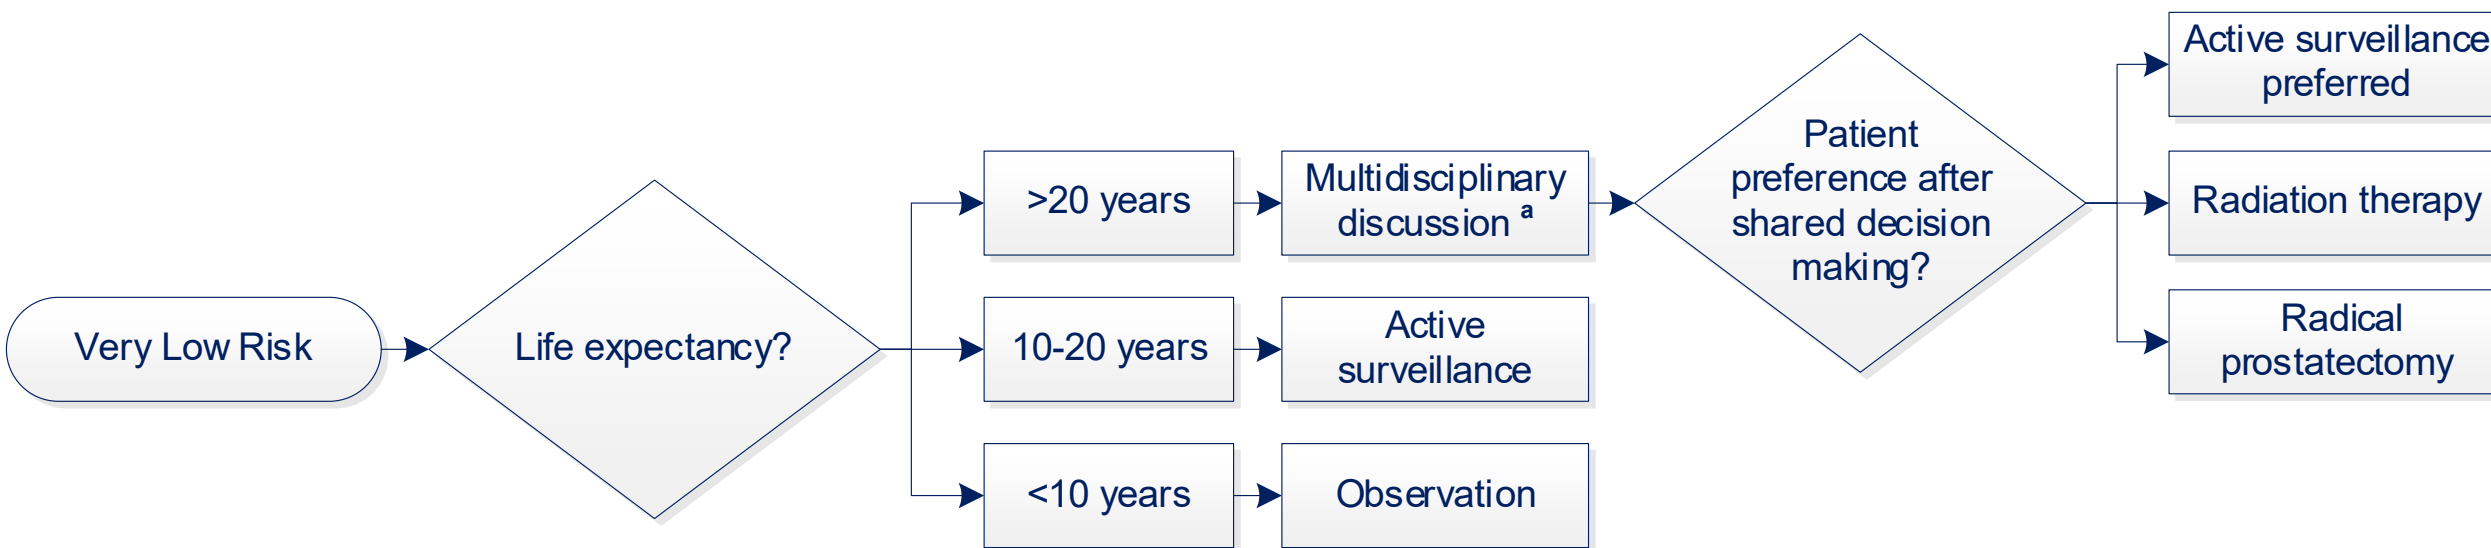 Very Low Risk
Life expectancy?
>20 years
Multidisciplinary
discussion a
Patient
preference after
shared decision
making?
Active surveillance
preferred
Radiation therapy
Radical
prostatectomy
10-20 years
Active
surveillance
<10 years
Observation